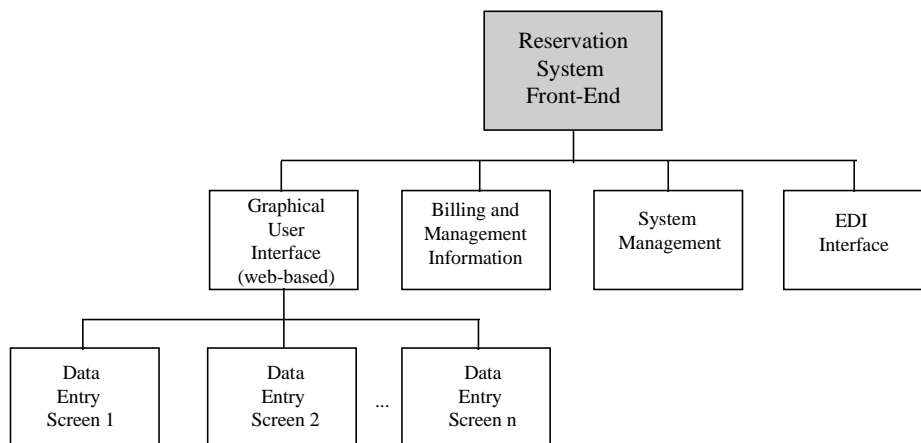 Reservation
System
Front-End
Graphical
User
Interface
(web-based)
Billing and
Management
Information
System
Management
EDI
Interface
Data
Entry
Screen 1
Data
Entry
Screen 2
...
Data
Entry
Screen n